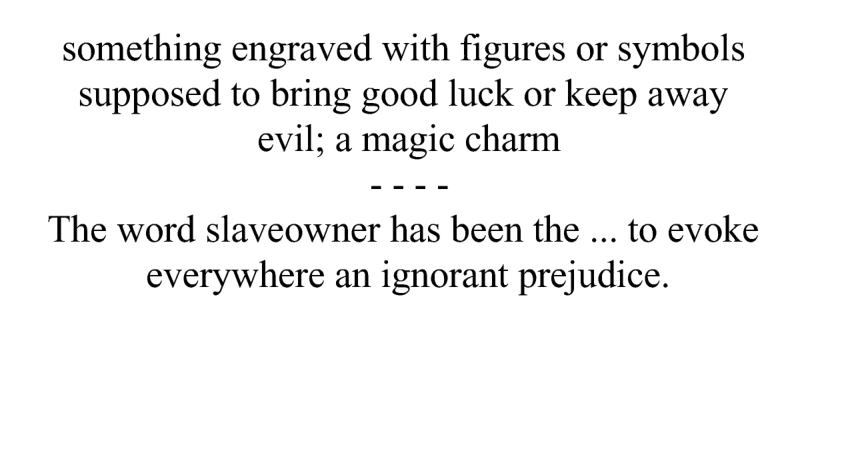 something engraved with figures or symbols
supposed to bring good luck or keep away
evil; a magic charm
- - - -
The word slaveowner has been the ... to evoke
everywhere an ignorant prejudice.